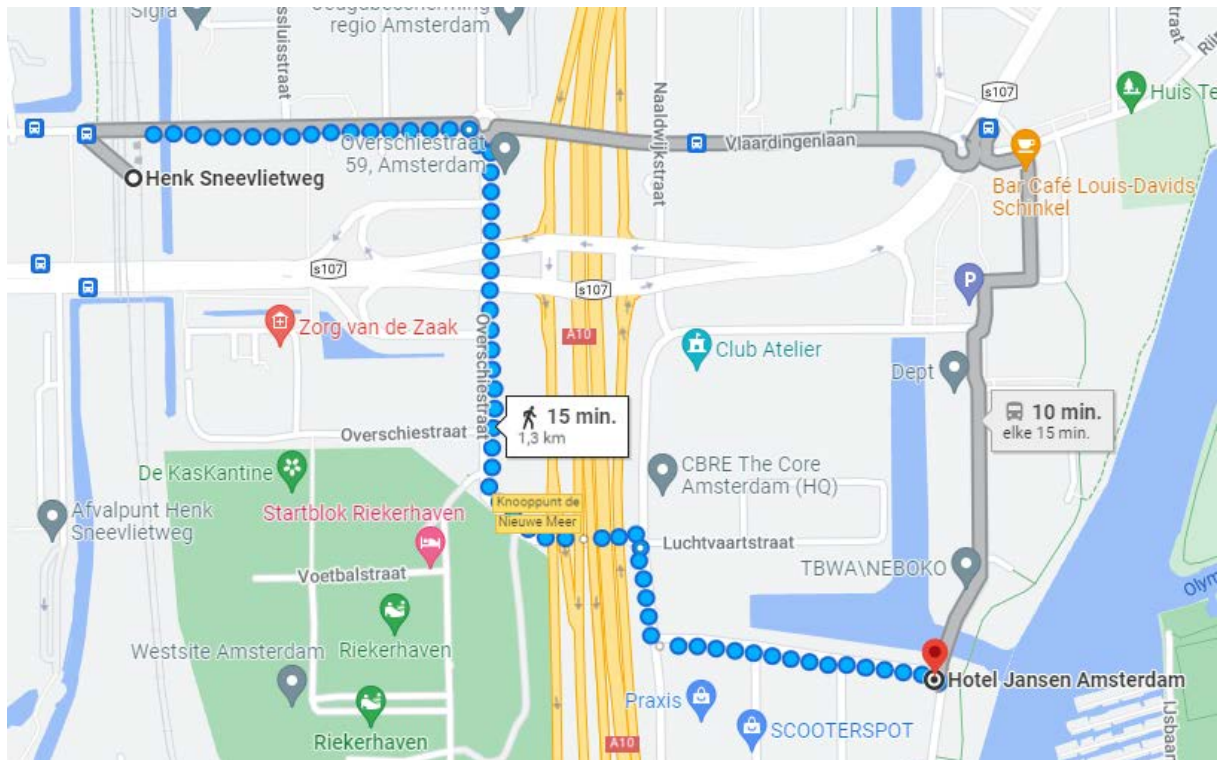 Sigra
regio Amsterdam
ssluisstraat
Naaldwijkstraat
s107
Huis Te
Overschiestraat
59, Amsterdam
Vlaardingenlaan
Henk Sneevlietweg
Bar Café Louis-Davids
Schinkel
s107
s107
P
Zorg van de Zaak
Overschiestraat
A10
Club Atelier
Dept
15 min.
1,3 km
10 min.
elke 15 min.
Overschiestraat
De KasKantine
CBRE The Core
Amsterdam (HQ)
Afvalpunt Henk
Sneevlietweg
Startblok Riekerhaven
Knooppunt de
Nieuwe Meer
Luchtvaartstraat
Voetbalstraat
TBWA\NEBOKO
Olym
Westsite Amsterdam
Riekerhaven
Hotel Jansen Amsterdam
Praxis
SCOOTERSPOT
Riekerhaven
A10
IJsbaan